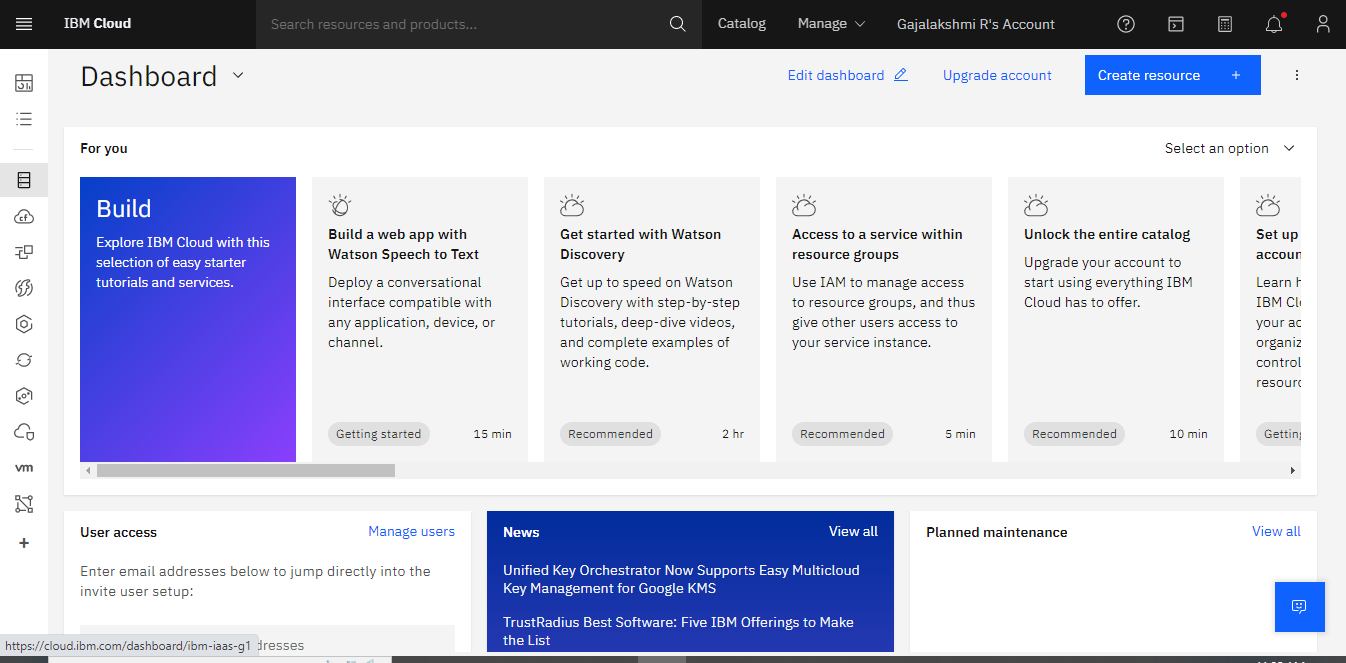 IBM Cloud
Search resources and products...
Catalog
Manage
Gajalakshmi R's Account
Dashboard
Edit dashboard
Upgrade account
Create resource +
For you
Select an option
Build
Explore IBM Cloud with this
selection of easy starter
tutorials and services.
Build a web app with
Watson Speech to Text
Deploy a conversational
interface compatible with
any application, device, or
channel.
Getting started
15 min
Get started with Watson
Discovery
Get up to speed on Watson
Discovery with step-by-step
tutorials, deep-dive videos,
and complete examples of
working code.
Recommended
2 hr
Access to a service within
resource groups
Use IAM to manage access
to resource groups, and thus
give other users access to
your service instance.
Recommended
5 min
Unlock the entire catalog
Upgrade your account to
start using everything IBM
Cloud has to offer.
Recommended
10 min
Set up
accoun
Learn h
IBM Cl
your ac
organiz
control
resourc
Getting
cf
vm
User access
Manage users
Enter email addresses below to jump directly into the
invite user setup:
dresses
News
View all
Unified Key Orchestrator Now Supports Easy Multicloud
Key Management for Google KMS
TrustRadius Best Software: Five IBM Offerings to Make
the List
Planned maintenance
View all
https://cloud.ibm.com/dashboard/ibm-iaas-g1